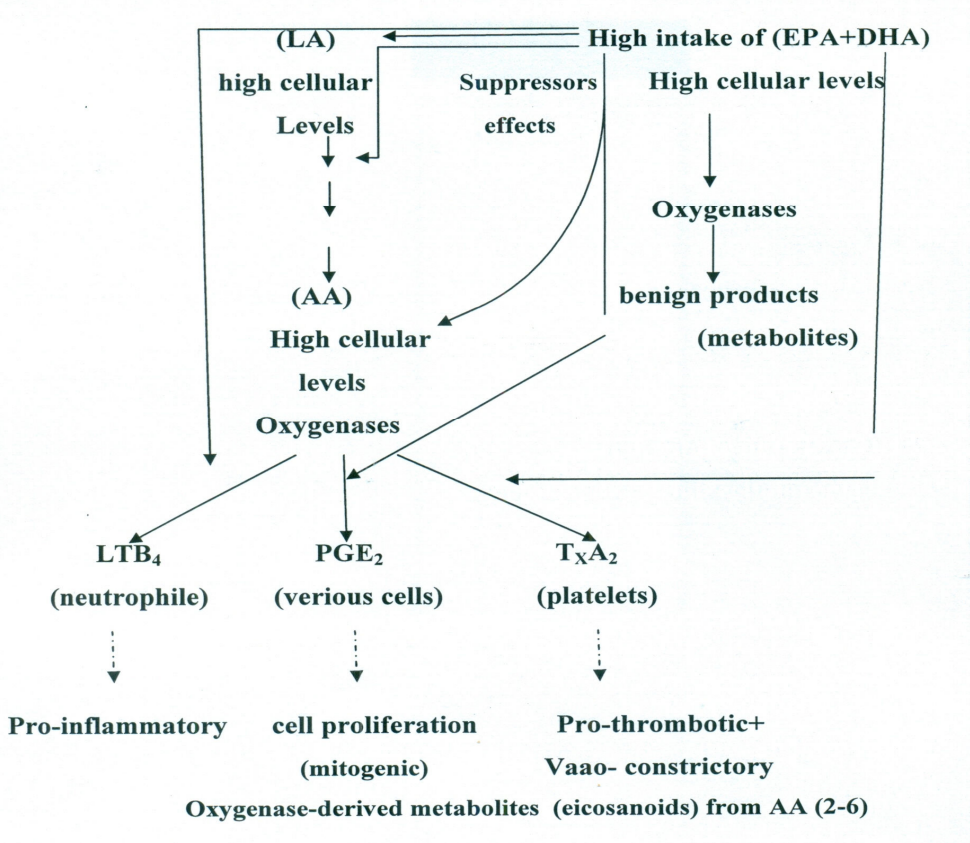 (LA)
High intake of (EPA+DHA)
high cellular
Levels
Suppressors
effects
High cellular levels
Oxygenases
benign products
(metabolites)
(AA)
High cellular
levels
Oxygenases
LTB₄
(neutrophile)
PGE₂
(verious cells)
TₓA₂
(platelets)
Pro-inflammatory
cell proliferation
(mitogenic)
Pro-thrombotic+
Vaao- constrictory
Oxygenase-derived metabolites (eicosanoids) from AA (2-6)